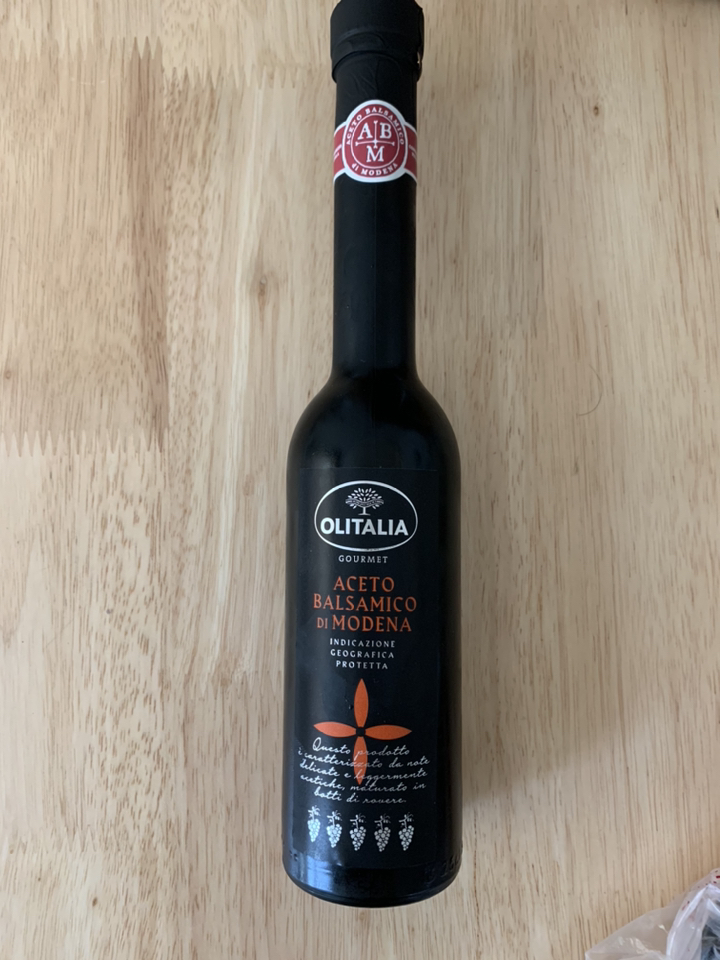 ACETO BALSAMICO
A B
M
di MODENA
OLITALIA
GOURMET
ACETO
BALSAMICO
DI MODENA
INDICAZIONE
GEOGRAFICA
PROTETTA
Questo prodotto
è caratterizzato da note
delicate e leggermente
acetiche, maturato in
botti di rovere.